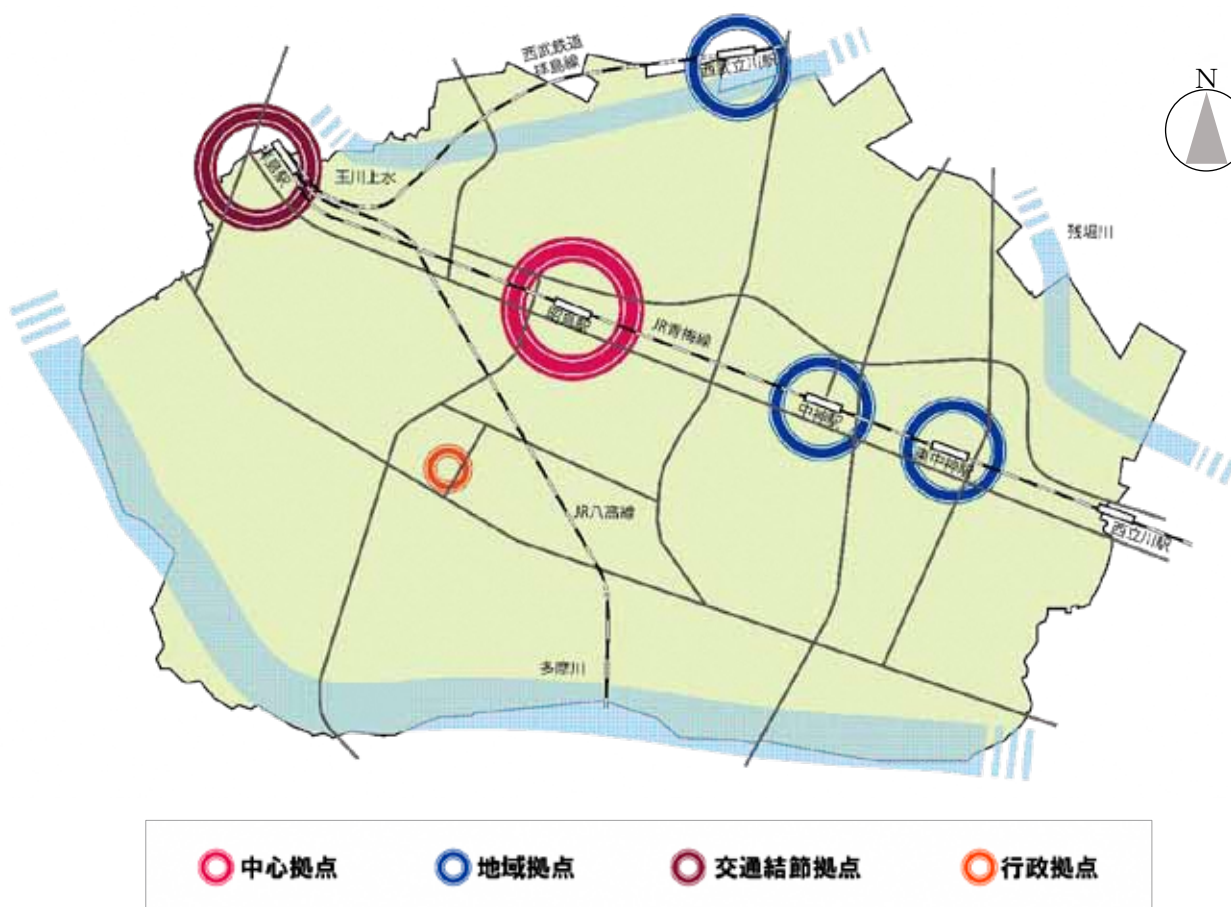 西武鉄道
拝島線
西武立川駅
N
拝島駅
玉川上水
残堀川
昭島駅
JR青梅線
中神駅
東中神駅
西立川駅
JR八高線
多摩川
中心拠点
地域拠点
交通結節拠点
行政拠点